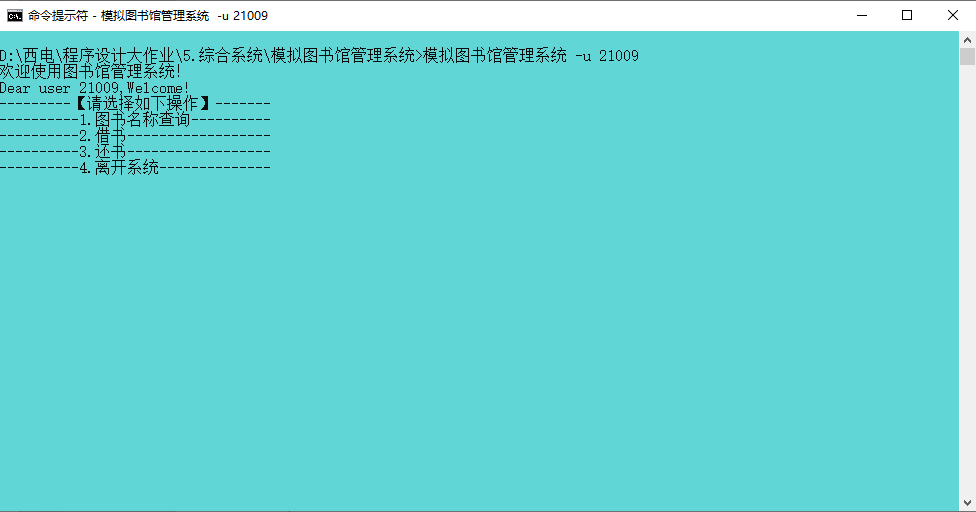 命令提示符 - 模拟图书馆管理系统 -u 21009
D:\西电\程序设计大作业\5.综合系统\模拟图书馆管理系统>模拟图书馆管理系统 -u 21009
欢迎使用图书馆管理系统!
Dear user 21009,Welcome!
---------【请选择如下操作】-------
----------1.图书名称查询----------
----------2.借书------------------
----------3.还书------------------
----------4.离开系统--------------